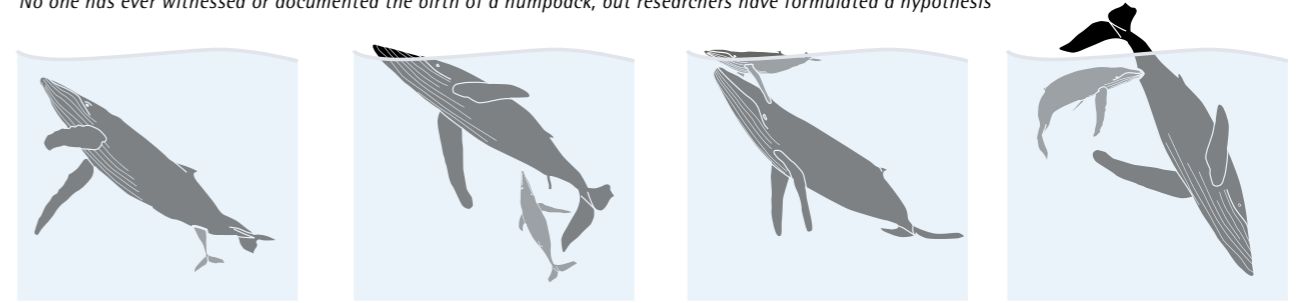 No one has ever witnessed or documented the birth of a humpback, but researchers have formulated a hypothesis